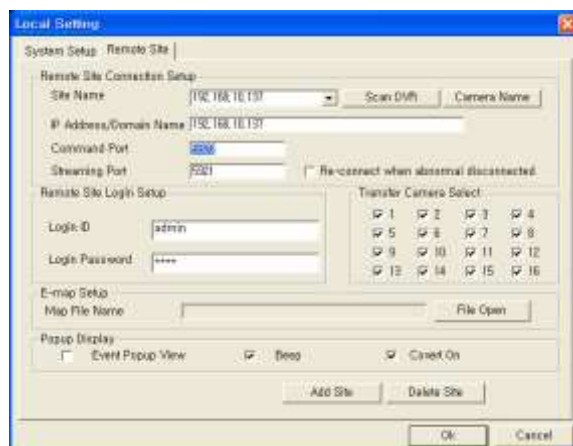 Local Setting
System Setup Remote Site
Remote Site Connection Setup
Site Name 192.168.10.137 Scan DVR Camera Name
IP Address/Domain Name 192.168.10.137
Command Port
Streaming Port 5921 Re-connect when abnormal disconnected
Remote Site Login Setup Transfer Camera Select
1 2 3 4
Login ID admin 5 6 7 8
9 10 11 12
Login Password **** 13 14 15 16
E-map Setup
Map File Name File Open
Popup Display
Event Popup View Beep Covert On
Add Site Delete Site
Ok Cancel